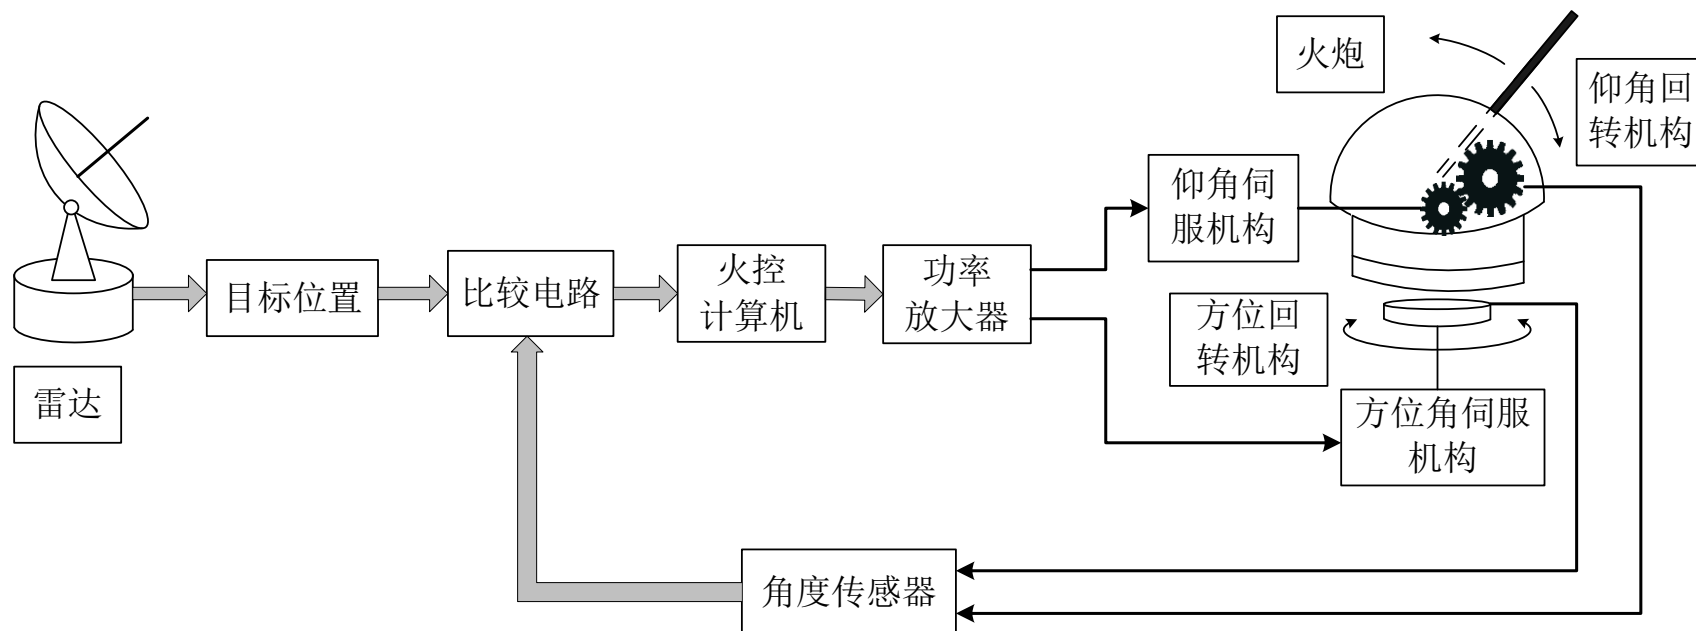 火炮
仰角回
转机构
仰角伺
服机构
目标位置
比较电路
火控
计算机
功率
放大器
方位回
转机构
雷达
方位角伺服
机构
角度传感器